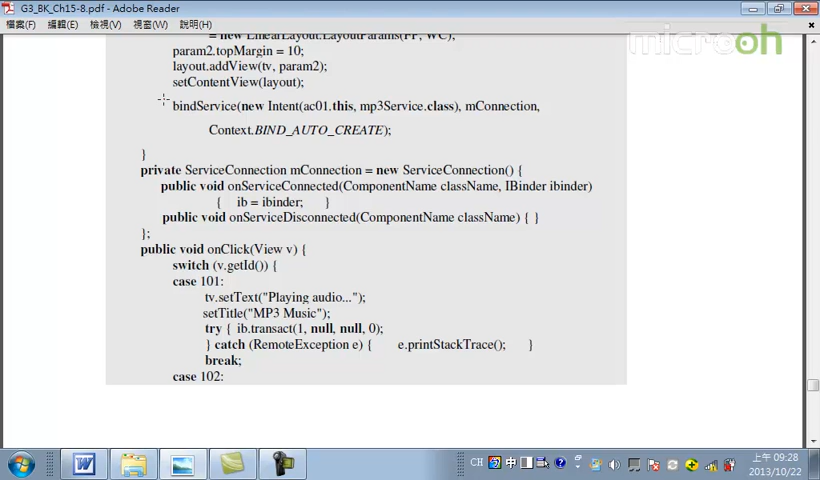 G3_BK_Ch15-8.pdf - Adobe Reader
檔案(F) 編輯(E) 檢視(V) 視窗(W) 說明(H)
microoh
= new LinearLayout.LayoutParams(FP, WC);
param2.topMargin = 10;
layout.addView(tv, param2);
setContentView(layout);
bindService(new Intent(ac01.this, mp3Service.class), mConnection,
Context.BIND_AUTO_CREATE);
}
private ServiceConnection mConnection = new ServiceConnection() {
public void onServiceConnected(ComponentName className, IBinder ibinder)
{ ib = ibinder; }
public void onServiceDisconnected(ComponentName className) { }
};
public void onClick(View v) {
switch (v.getId()) {
case 101:
tv.setText("Playing audio...");
setTitle("MP3 Music");
try { ib.transact(1, null, null, 0);
} catch (RemoteException e) { e.printStackTrace(); }
break;
case 102:
CH 中
上午 09:28
2013/10/22